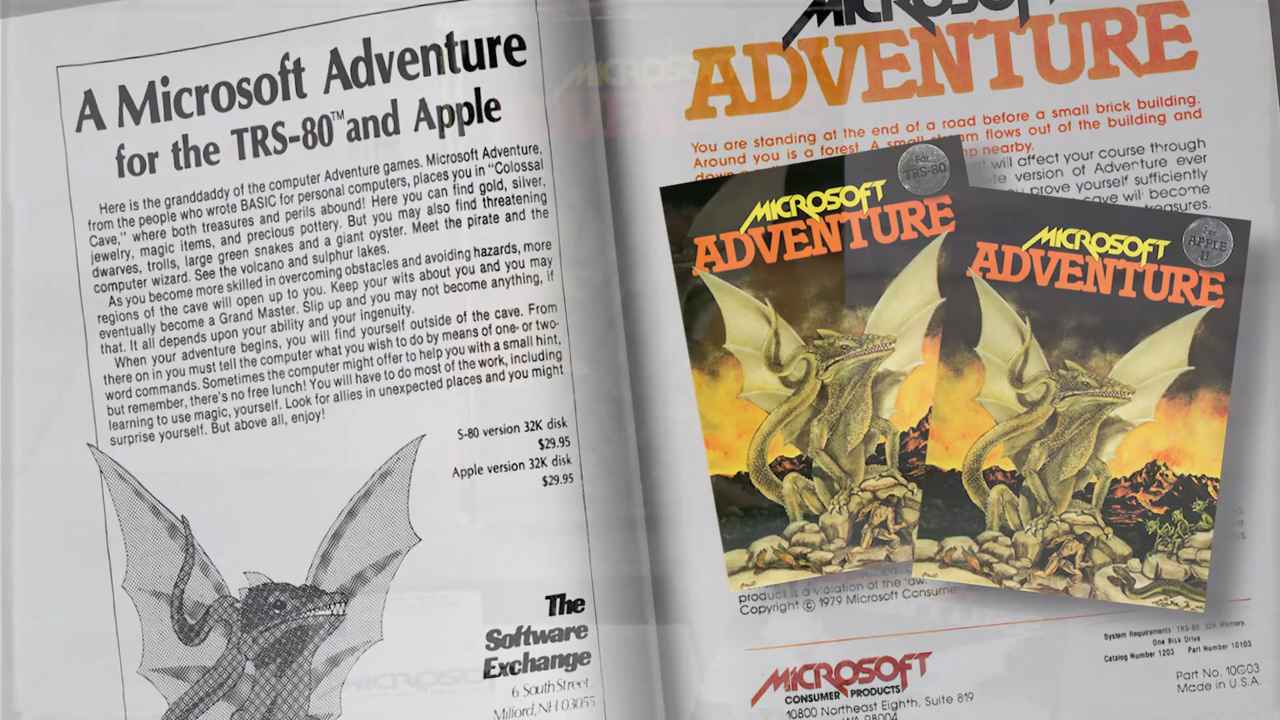 A Microsoft Adventure
for the TRS-80™ and Apple
Here is the granddaddy of the computer Adventure games. Microsoft Adventure,
from the people who wrote BASIC for personal computers, places you in "Colossal
Cave," where both treasures and perils abound! Here you can find gold, silver,
jewelry, magic items, and precious pottery. But you may also find threatening
dwarves, trolls, large green snakes and a giant oyster. Meet the pirate and the
computer wizard. See the volcano and sulphur lakes.
As you become more skilled in overcoming obstacles and avoiding hazards, more
regions of the cave will open up to you. Keep your wits about you and you may
eventually become a Grand Master. Slip up and you may not become anything, if
that. It all depends upon your ability and your ingenuity.
When your adventure begins, you will find yourself outside of the cave. From
there on in you must tell the computer what you wish to do by means of one- or two-
word commands. Sometimes the computer might offer to help you with a small hint,
but remember, there's no free lunch! You will have to do most of the work, including
learning to use magic, yourself. Look for allies in unexpected places and you might
surprise yourself. But above all, enjoy!
S-80 version 32K disk
$29.95
Apple version 32K disk
$29.95
The
Software
Exchange
6 South Street,
Milford, NH 03055
MICROSOFT
ADVENTURE
You are standing at the end of a road before a small brick building.
Around you is a forest. A small stream flows out of the building and
down nearby.
will affect your course through
version of Adventure ever
prove yourself sufficiently
cave will become
For
TRS-80
MICROSOFT
ADVENTURE
For
APPLE
II
MICROSOFT
ADVENTURE
product is a violation of the law.
Copyright © 1979 Microsoft Consumer
System Requirements: TRS-80 32K Memory,
One Disk Drive
Catalog Number 1203 Part Number 10103
MICROSOFT
CONSUMER PRODUCTS
10800 Northeast Eighth, Suite 819
WA 98004
Part No. 10G03
Made in U.S.A.